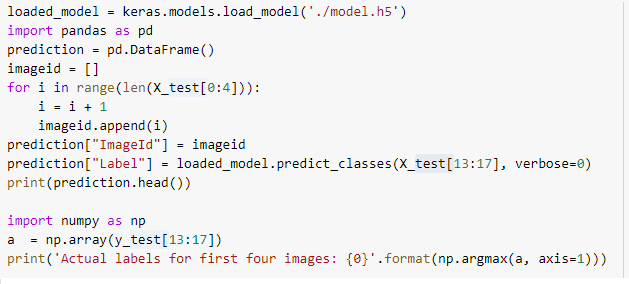 loaded_model = keras.models.load_model('./model.h5')
import pandas as pd
prediction = pd.DataFrame()
imageid = []
for i in range(len(X_test[0:4])):
    i = i + 1
    imageid.append(i)
prediction["ImageId"] = imageid
prediction["Label"] = loaded_model.predict_classes(X_test[13:17], verbose=0)
print(prediction.head())

import numpy as np
a  = np.array(y_test[13:17])
print('Actual labels for first four images: {0}'.format(np.argmax(a, axis=1)))